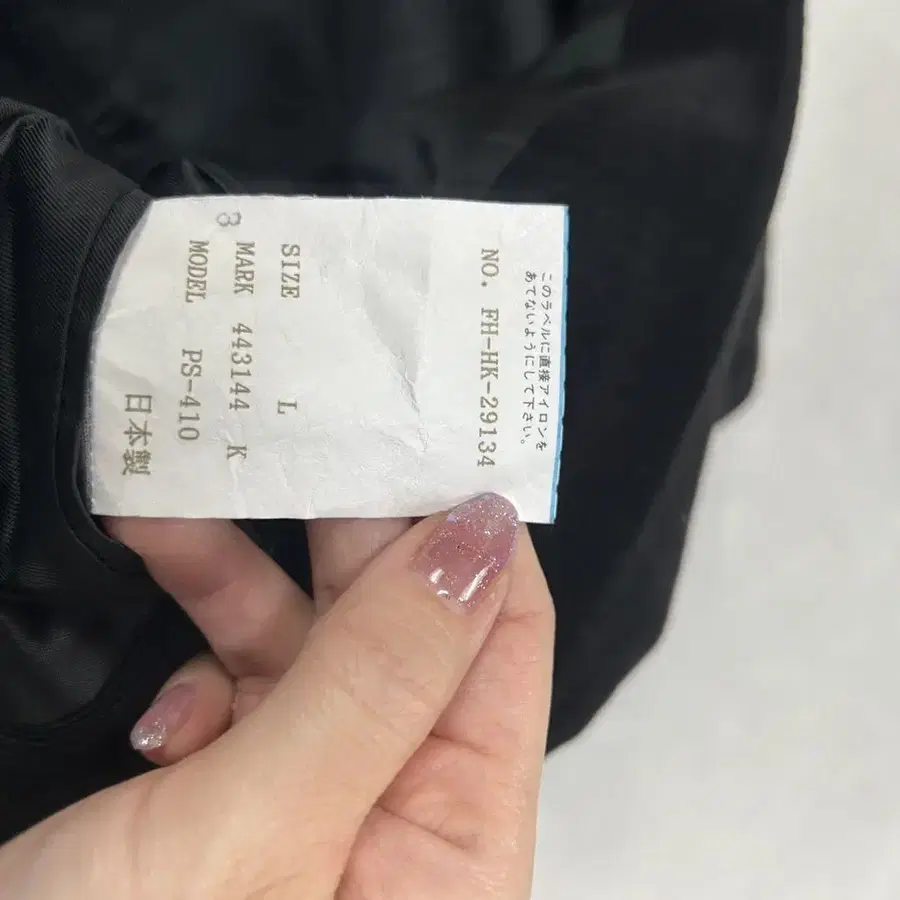 このラベルに直接アイロンを
あてないようにして下さい。
NO. FH-HK-29134
SIZE L
MARK 443144 K
3
MODEL PS-410
日本製